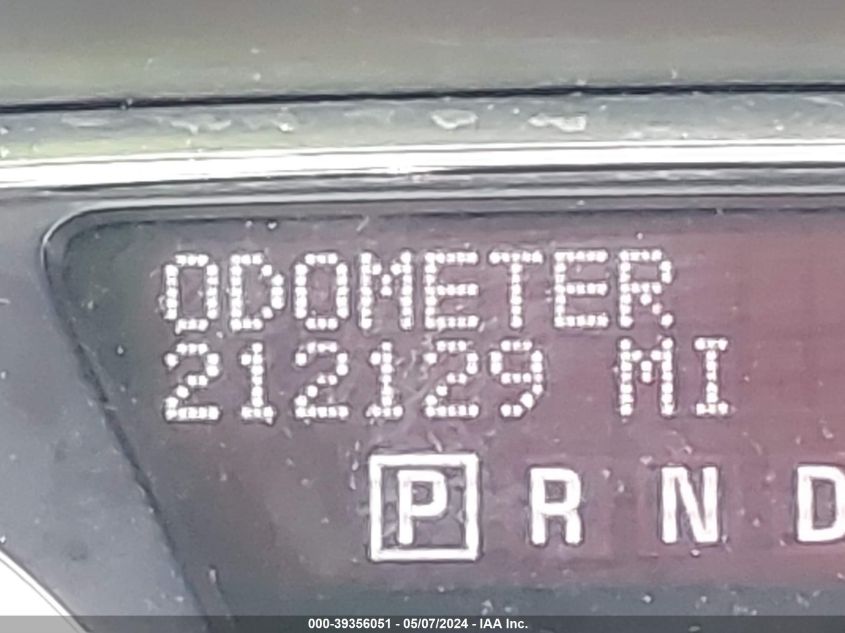 ODOMETER
212129 MI
P R N D
000-39356051 - 05/07/2024 - IAA Inc.